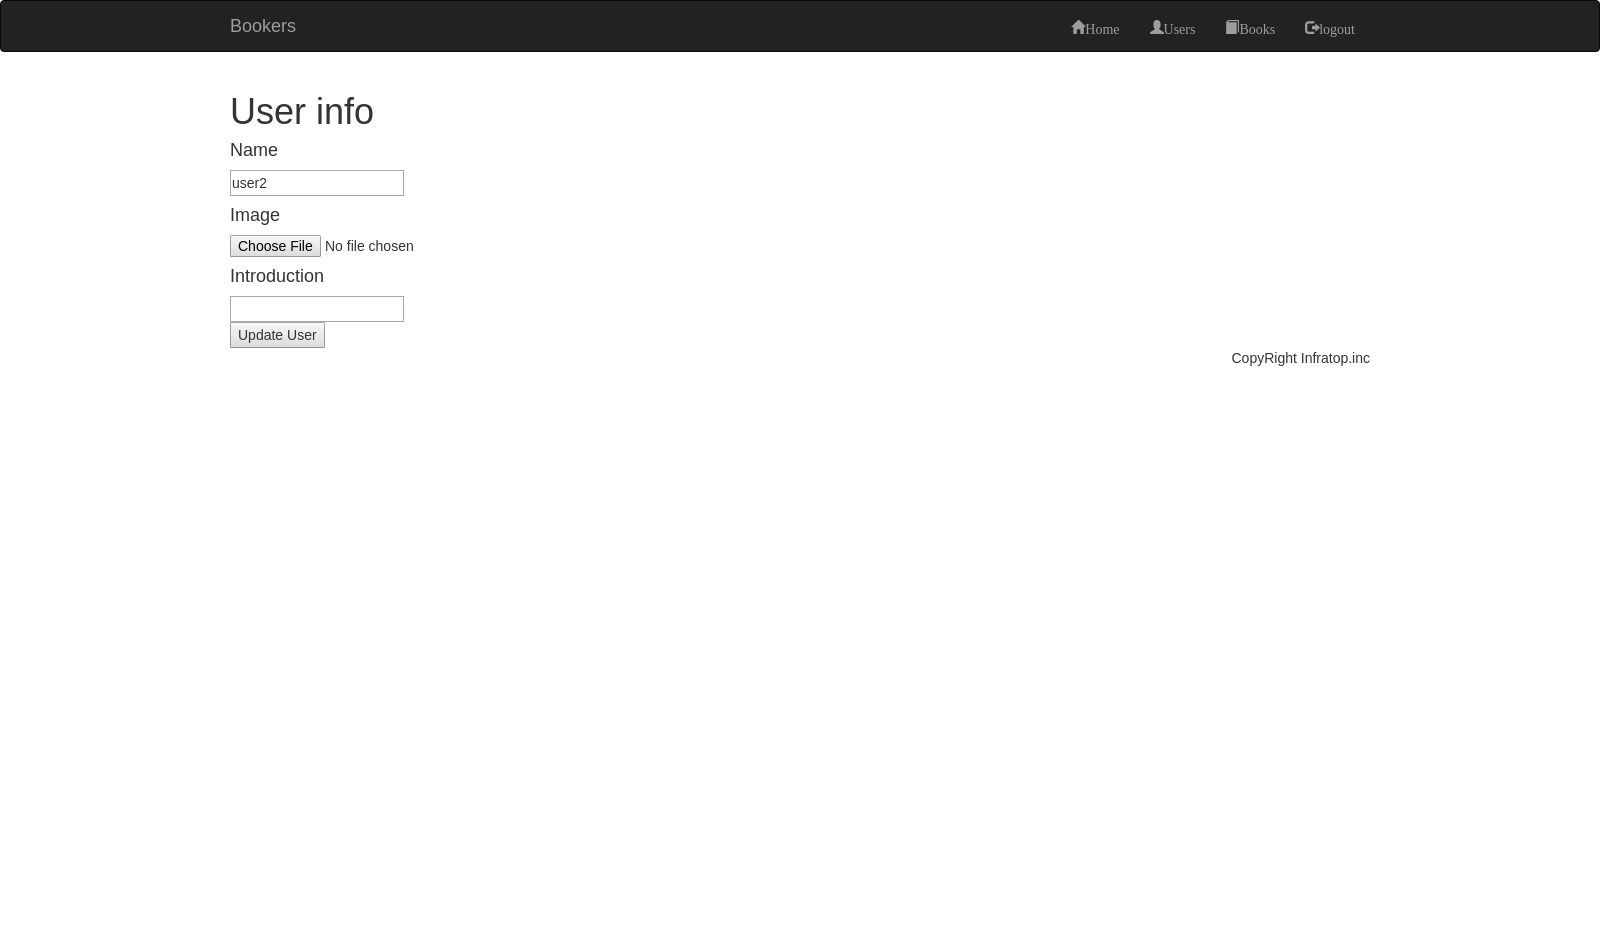 Bookers Home Users Books logout
User info
Name
user2
Image
Choose File No file chosen
Introduction
Update User
CopyRight Infratop.inc